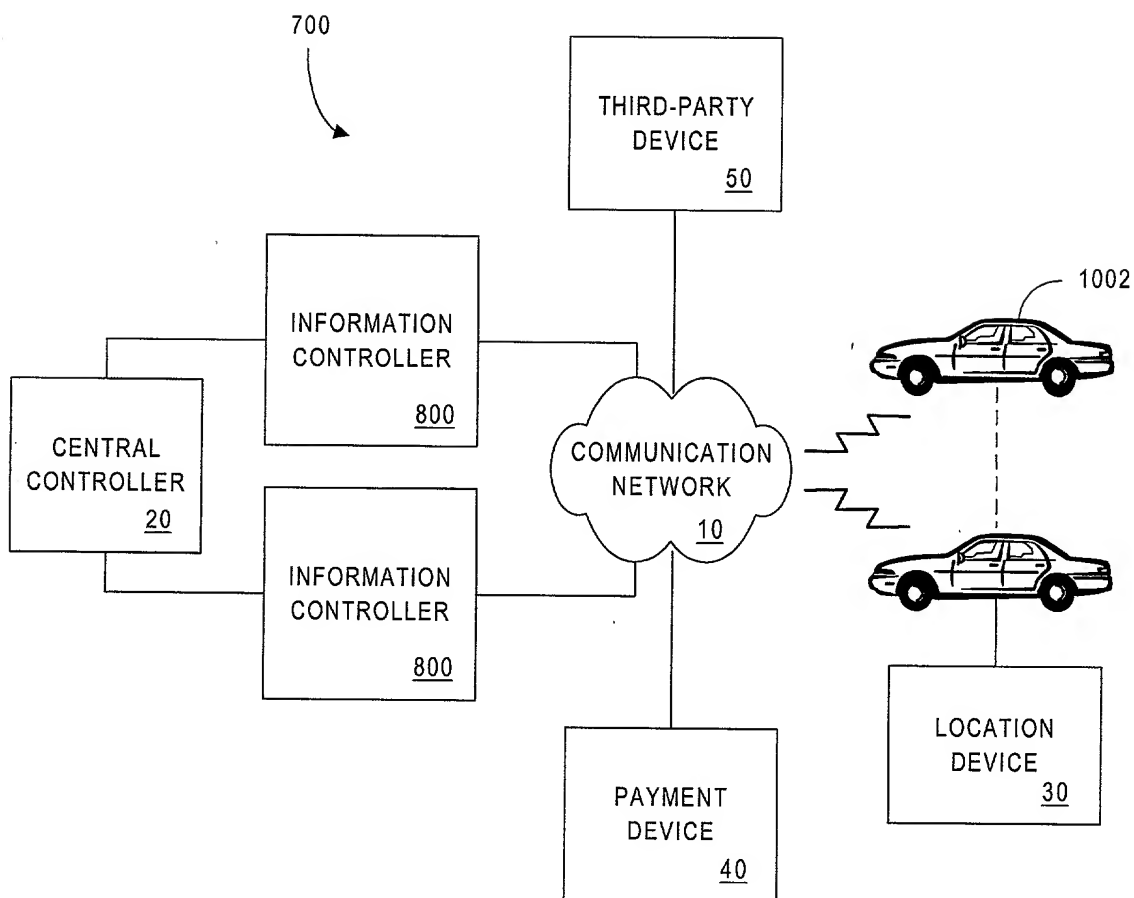 700
THIRD-PARTY
DEVICE
50
1002
INFORMATION
CONTROLLER
800
CENTRAL
CONTROLLER
20
COMMUNICATION
NETWORK
10
INFORMATION
CONTROLLER
800
LOCATION
DEVICE
30
PAYMENT
DEVICE
40